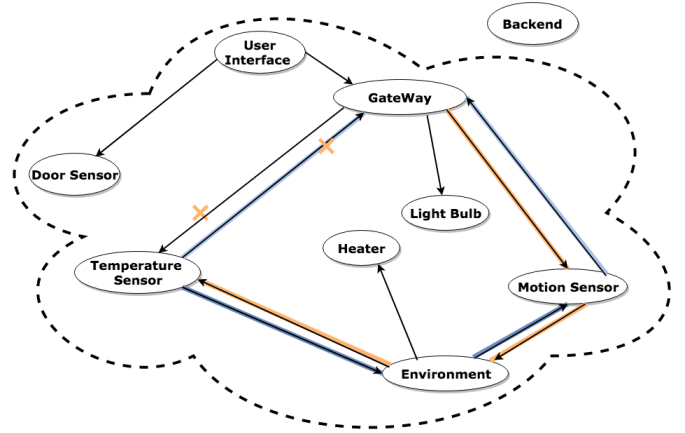 Backend
User
Interface
GateWay
Door Sensor
Light Bulb
Heater
Temperature
Sensor
Motion Sensor
Environment